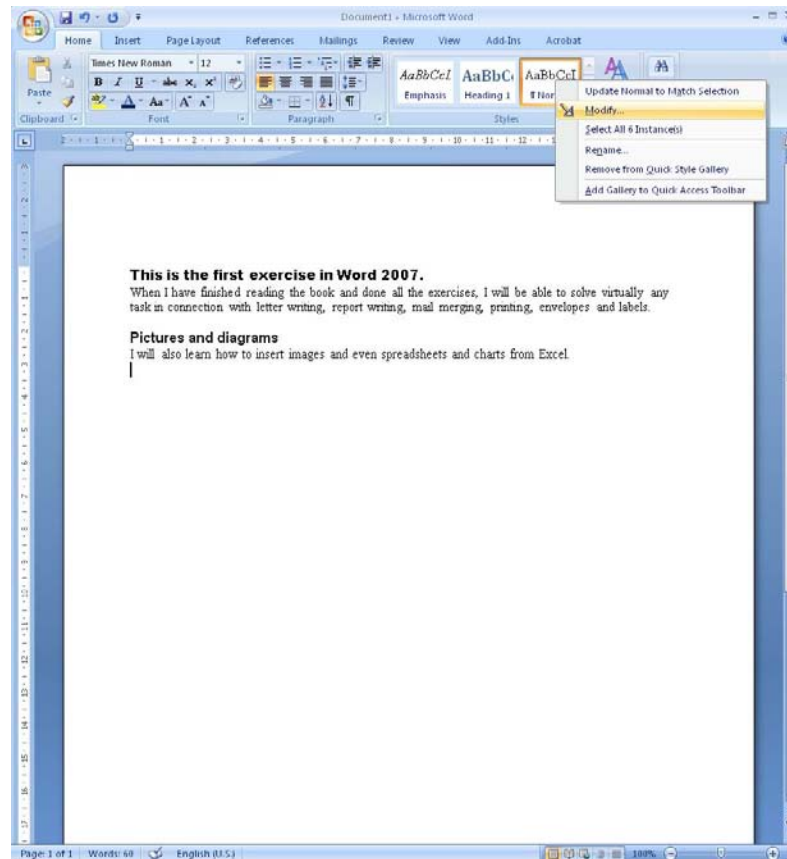 Document1 - Microsoft Word
Home Insert Page Layout References Mailings Review View Add-Ins Acrobat
Times New Roman 12
AaBbCcI AaBbC AaBbCcI
Paste
B I U abc x, x²
Aa A A
Emphasis Heading 1 ¶ Nor
Clipboard Font Paragraph Styles
Update Normal to Match Selection
Modify...
Select All 6 Instance(s)
Rename...
Remove from Quick Style Gallery
Add Gallery to Quick Access Toolbar
This is the first exercise in Word 2007.
When I have finished reading the book and done all the exercises, I will be able to solve virtually any
task in connection with letter writing, report writing, mail merging, printing, envelopes and labels.
Pictures and diagrams
I will also learn how to insert images and even spreadsheets and charts from Excel.
Page: 1 of 1 Words: 60 English (U.S.) 100%